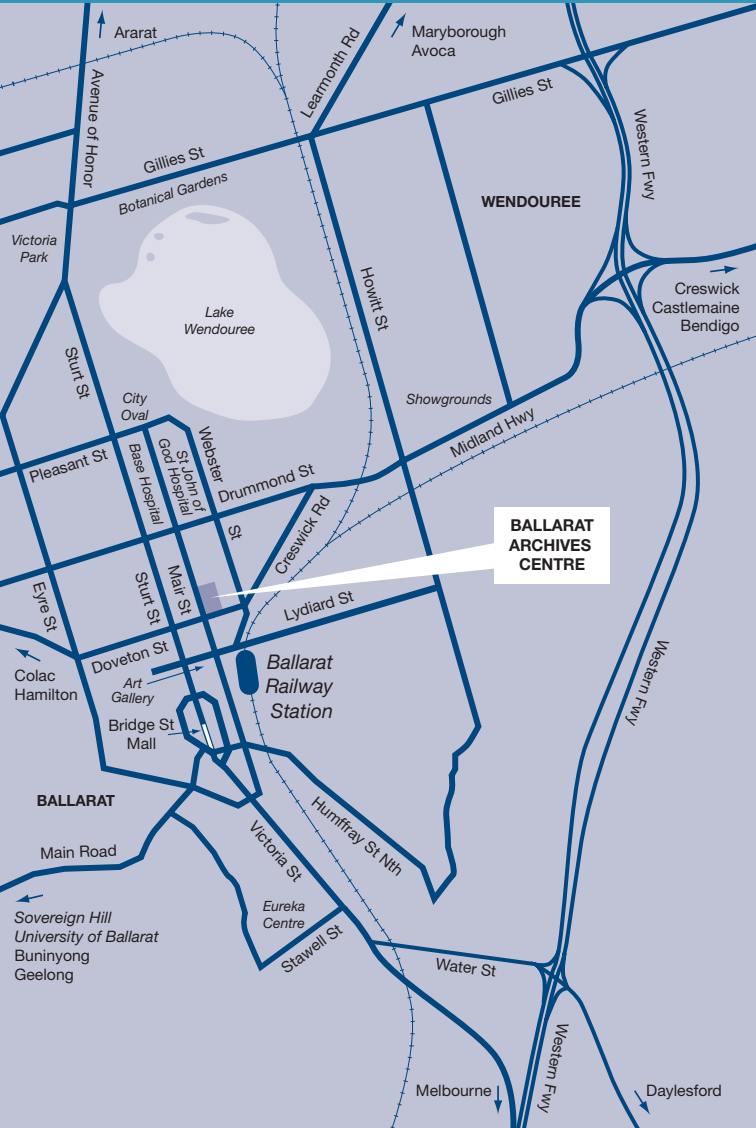 Ararat
Maryborough
Avoca
Learmonth Rd
Avenue of Honor
Gillies St
Western Fwy
Gillies St
Botanical Gardens
WENDOUREE
Victoria
Park
Creswick
Castlemaine
Bendigo
Lake
Wendouree
Howitt St
Sturt St
City
Oval
Showgrounds
Midland Hwy
Pleasant St
Base Hospital
St John of
God Hospital
Webster
St
Drummond St
Creswick Rd
BALLARAT
ARCHIVES
CENTRE
Eyre St
Sturt St
Mair St
Lydiard St
Doveton St
Colac
Hamilton
Art
Gallery
Ballarat
Railway
Station
Western Fwy
Bridge St
Mall
BALLARAT
Humffray St Nth
Victoria St
Main Road
Sovereign Hill
University of Ballarat
Buninyong
Geelong
Eureka
Centre
Stawell St
Water St
Western Fwy
Melbourne
Daylesford